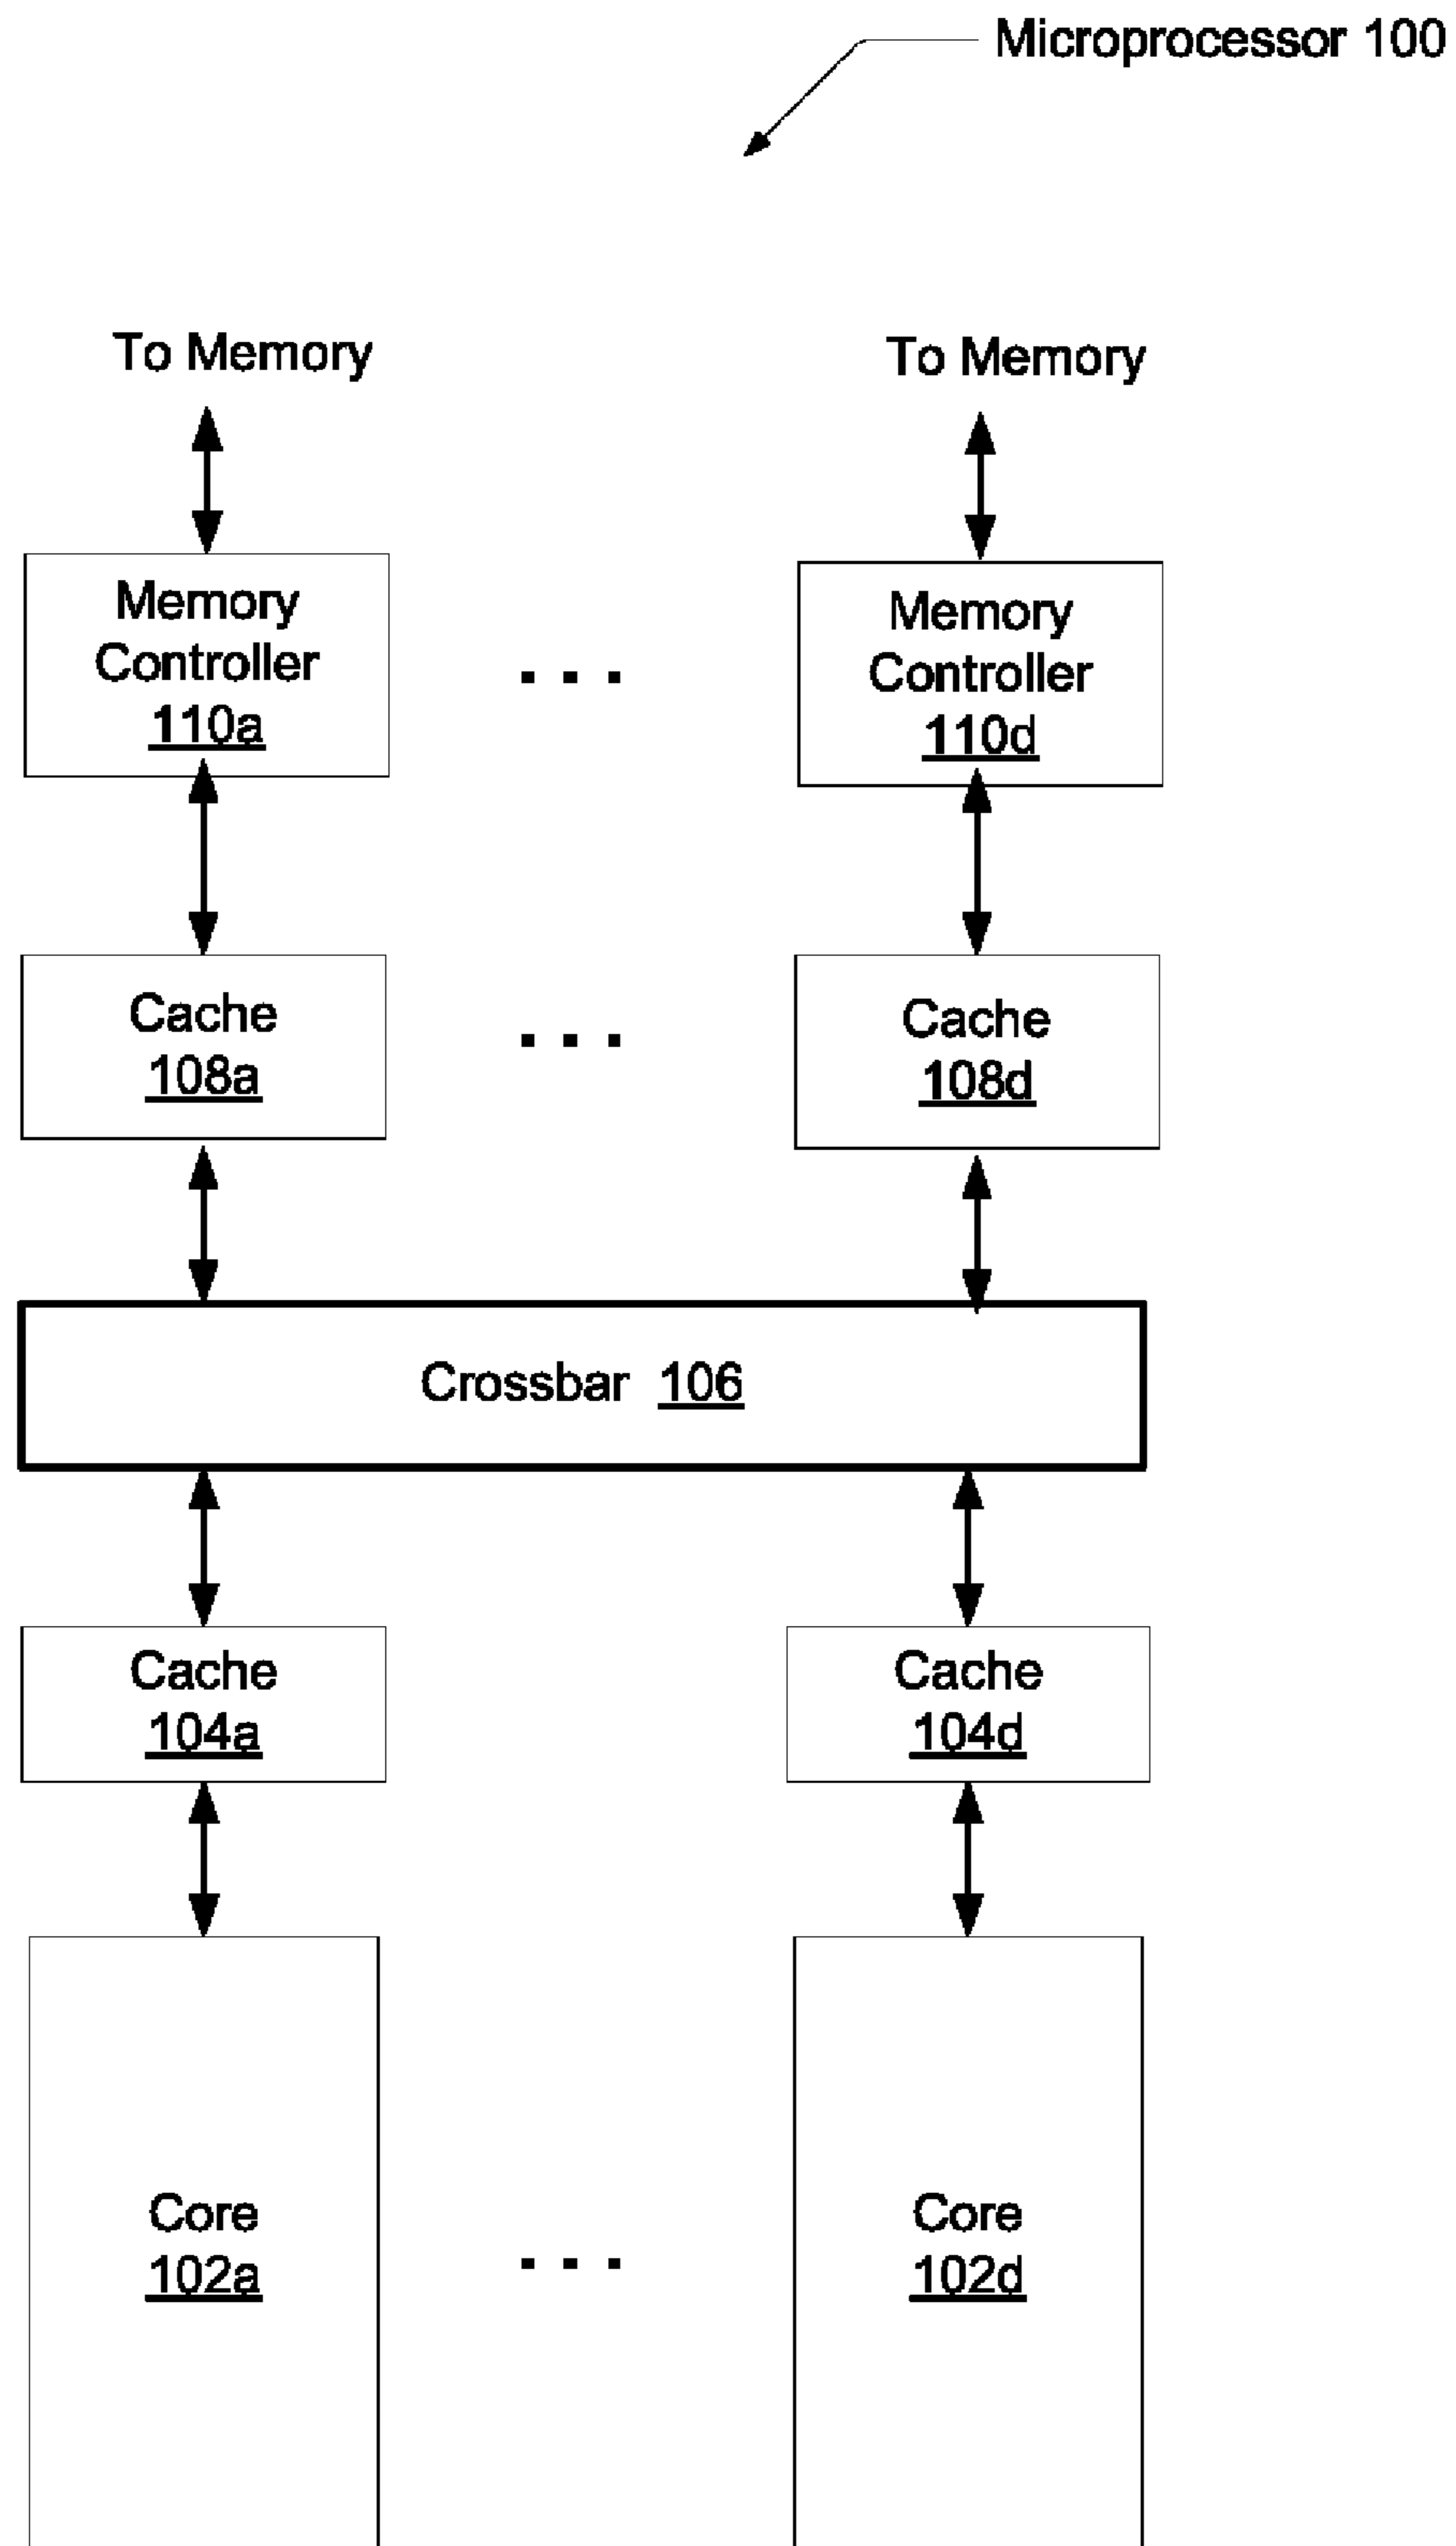 Microprocessor 100
To Memory
To Memory
Memory
Controller
110a
. . .
Memory
Controller
110d
Cache
108a
. . .
Cache
108d
Crossbar 106
Cache
104a
Cache
104d
Core
102a
. . .
Core
102d